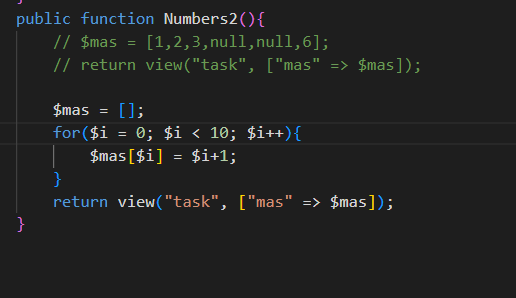 public function Numbers2(){
// $mas = [1,2,3,null,null,6];
// return view("task", ["mas" => $mas]);
$mas = [];
for($i = 0; $i < 10; $i++){
$mas[$i] = $i+1;
}
return view("task", ["mas" => $mas]);
}